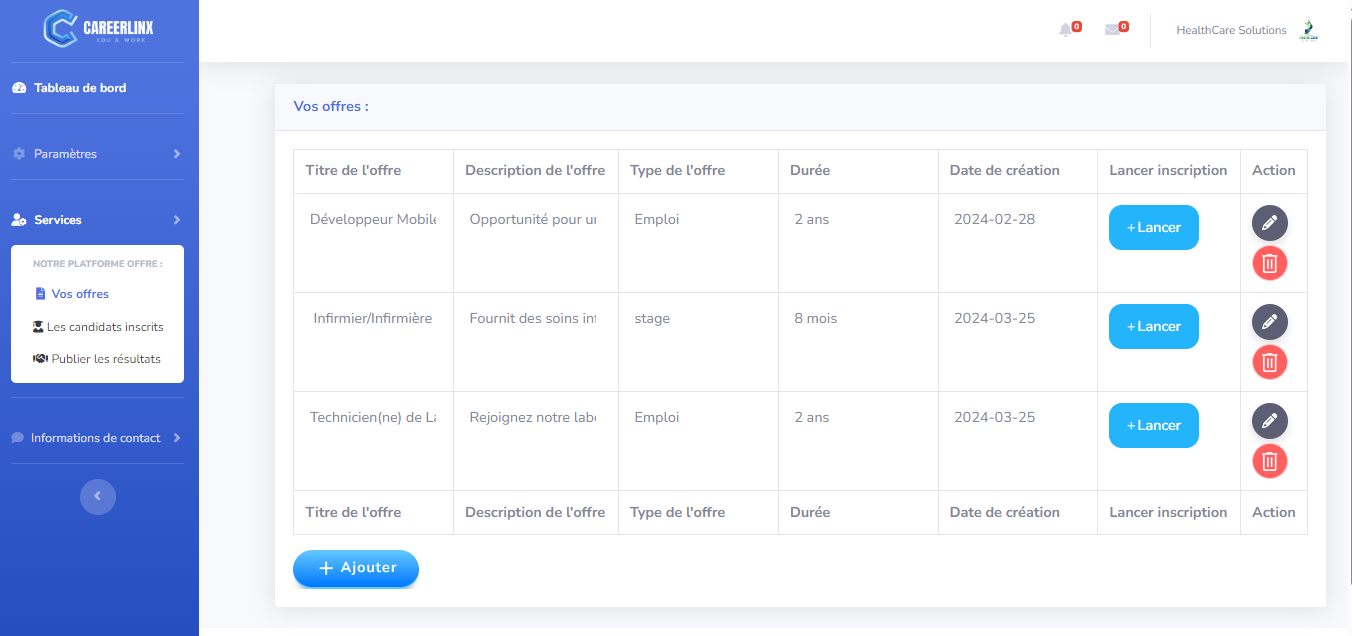 CAREERLINX
EDU & WORK
0
0
HealthCare Solutions
Tableau de bord
Paramètres
Services
NOTRE PLATFORME OFFRE :
Vos offres
Les candidats inscrits
Publier les résultats
Informations de contact
Vos offres :
Titre de l'offre Description de l'offre Type de l'offre Durée Date de création Lancer inscription Action
Développeur Mobile Opportunité pour un Emploi 2 ans 2024-02-28 + Lancer
Infirmier/Infirmière Fournit des soins inf stage 8 mois 2024-03-25 + Lancer
Technicien(ne) de La Rejoignez notre labo Emploi 2 ans 2024-03-25 + Lancer
Titre de l'offre Description de l'offre Type de l'offre Durée Date de création Lancer inscription Action
+ Ajouter